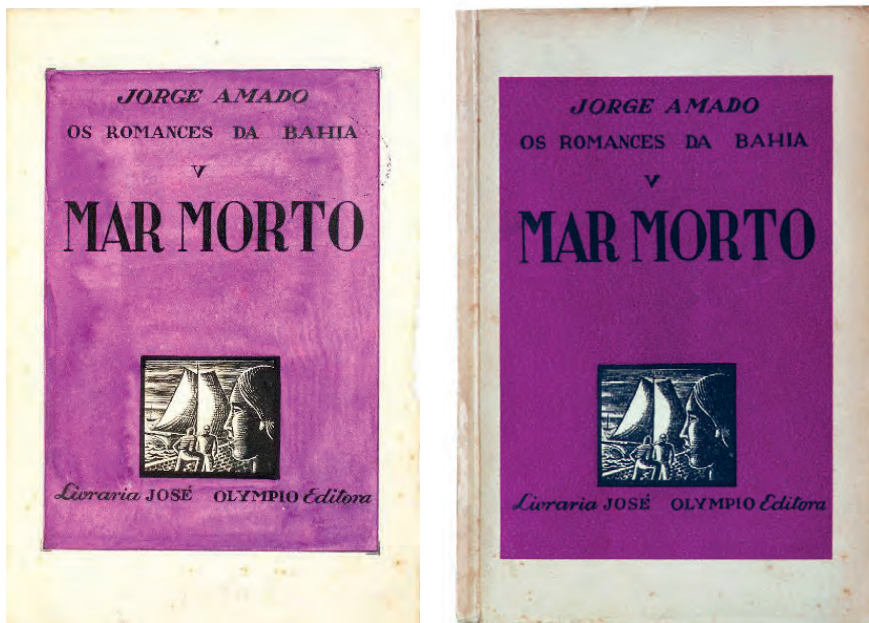 JORGE AMADO
OS ROMANCES DA BAHIA
V
MAR MORTO
Livraria JOSÉ OLYMPIO Editora
JORGE AMADO
OS ROMANCES DA BAHIA
V
MAR MORTO
Livraria JOSÉ OLYMPIO Editora